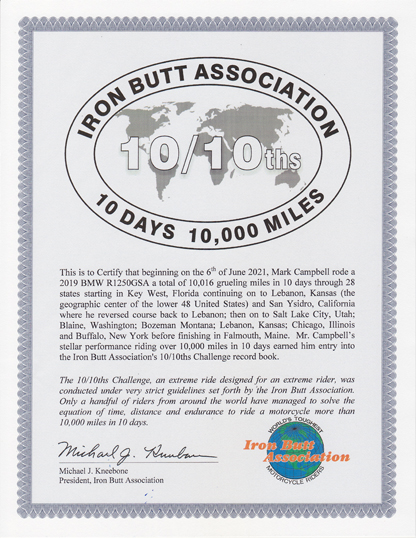 IRON BUTT ASSOCIATION
10/10ths
10 DAYS 10,000 MILES
This is to Certify that beginning on the 6th of June 2021, Mark Campbell rode a
2019 BMW R1250GSA a total of 10,016 grueling miles in 10 days through 28
states starting in Key West, Florida continuing on to Lebanon, Kansas (the
geographic center of the lower 48 United States) and San Ysidro, California
where he reversed course back to Lebanon; then on to Salt Lake City, Utah;
Blaine, Washington; Bozeman Montana; Lebanon, Kansas; Chicago, Illinois
and Buffalo, New York before finishing in Falmouth, Maine. Mr. Campbell's
stellar performance riding over 10,000 miles in 10 days earned him entry into
the Iron Butt Association's 10/10ths Challenge record book.
The 10/10ths Challenge, an extreme ride designed for an extreme rider, was
conducted under very strict guidelines set forth by the Iron Butt Association.
Only a handful of riders from around the world have managed to solve the
equation of time, distance and endurance to ride a motorcycle more than
10,000 miles in 10 days.
Michael J. Kneebone
Michael J. Kneebone
President, Iron Butt Association
WORLD'S TOUGHEST
Iron Butt
Association
MOTORCYCLE RIDERS